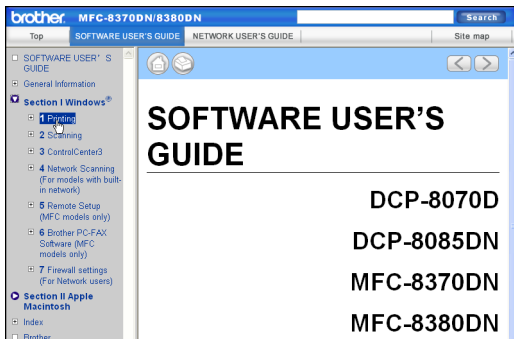 brother. MFC-8370DN/8380DN
Search
Top
SOFTWARE USER'S GUIDE
NETWORK USER'S GUIDE
Site map
SOFTWARE USER' S
GUIDE
General Information
Section I Windows®
1 Printing
2 Scanning
3 ControlCenter3
4 Network Scanning
(For models with built-
in network)
5 Remote Setup
(MFC models only)
6 Brother PC-FAX
Software (MFC
models only)
7 Firewall settings
(For Network users)
Section II Apple
Macintosh
Index
Brother
SOFTWARE USER'S
GUIDE
DCP-8070D
DCP-8085DN
MFC-8370DN
MFC-8380DN